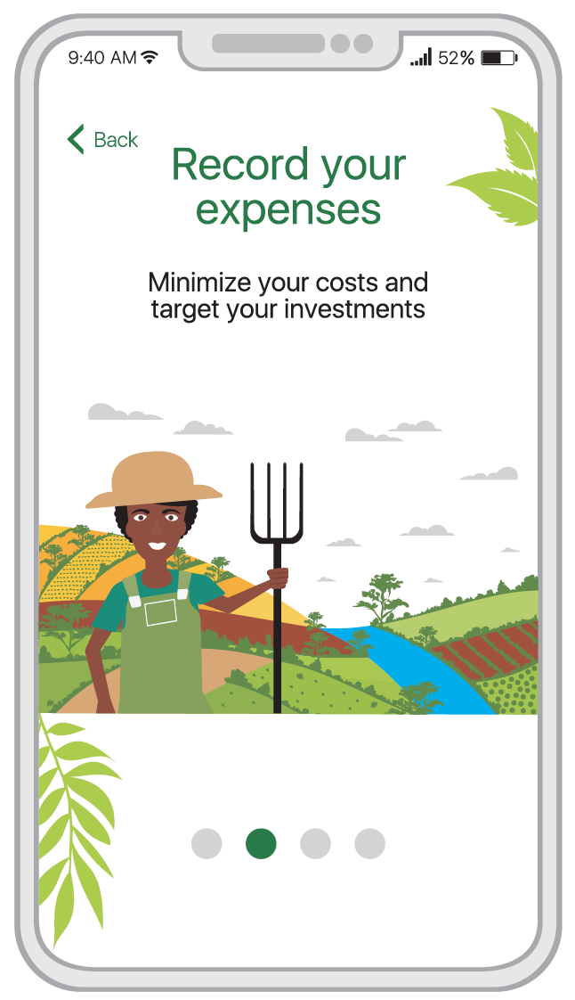 9:40 AM 52%
Back
Record your
expenses
Minimize your costs and
target your investments